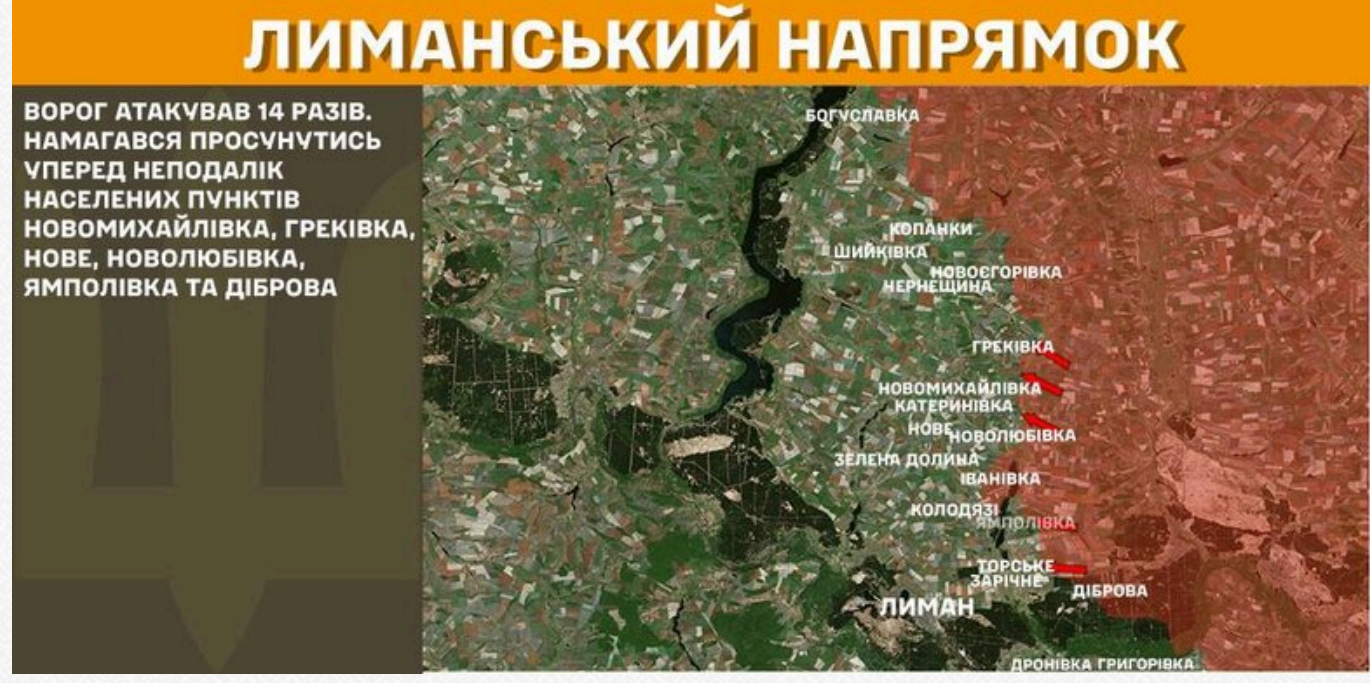 ЛИМАНСЬКИЙ НАПРЯМОК
ВОРОГ АТАКУВАВ 14 РАЗІВ.
НАМАГАВСЯ ПРОСУНУТИСЬ
УПЕРЕД НЕПОДАЛІК
НАСЕЛЕНИХ ПУНКТІВ
НОВОМИХАЙЛІВКА, ГРЕКІВКА,
НОВЕ, НОВОЛЮБІВКА,
ЯМПОЛІВКА ТА ДІБРОВА
БОГУСЛАВКА
КОПАНКИ
ШИЙКІВКА
НОВОЄГОРІВКА
ЧЕРНЕЩИНА
ГРЕКІВКА
НОВОМИХАЙЛІВКА
КАТЕРИНІВКА
НОВЕ
НОВОЛЮБІВКА
ЗЕЛЕНА ДОЛИНА
ІВАНІВКА
КОЛОДЯЗІ
ЯМПОЛІВКА
ТОРСЬКЕ
ЗАРІЧНЕ
ДІБРОВА
ЛИМАН
ДРОНІВКА ГРИГОРІВКА